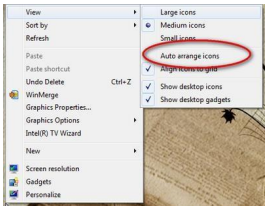 View
Sort by
Refresh
Paste
Paste shortcut
Undo Delete Ctrl+Z
WinMerge
Graphics Properties...
Graphics Options
Intel(R) TV Wizard
New
Screen resolution
Gadgets
Personalize
Large icons
Medium icons
Small icons
Auto arrange icons
Align icons to grid
Show desktop icons
Show desktop gadgets